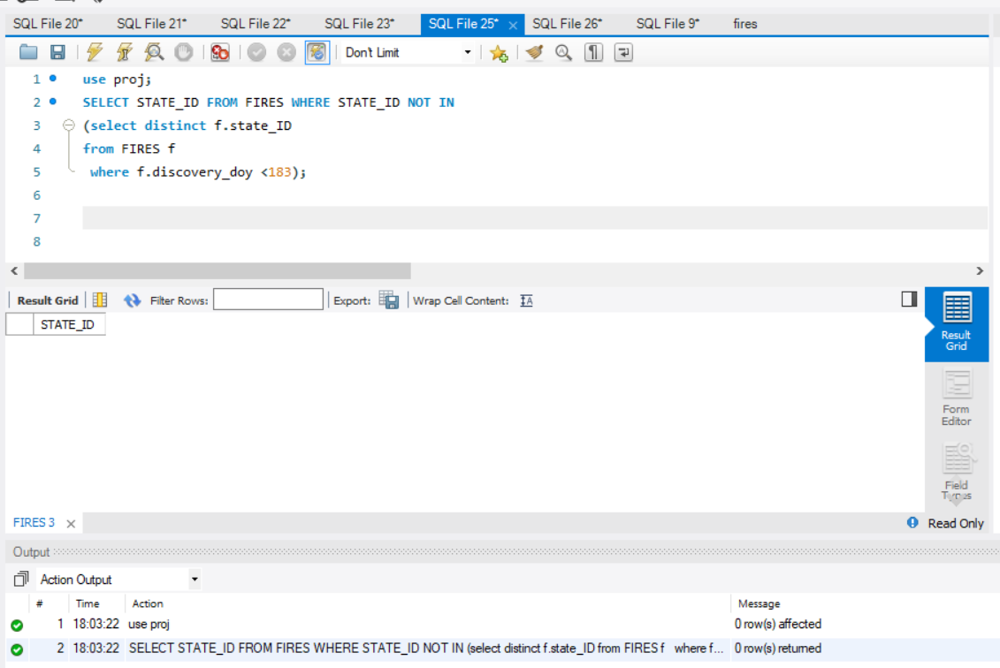 SQL File 20* SQL File 21* SQL File 22* SQL File 23* SQL File 25* SQL File 26* SQL File 9* fires
Don't Limit
1 use proj;
2 SELECT STATE_ID FROM FIRES WHERE STATE_ID NOT IN
3 (select distinct f.state_ID
4 from FIRES f
5 where f.discovery_doy <183);
6
7
8
Result Grid Filter Rows: Export: Wrap Cell Content:
STATE_ID
Result
Grid
Form
Editor
Field
Types
FIRES 3 Read Only
Output
Action Output
# Time Action Message
1 18:03:22 use proj 0 row(s) affected
2 18:03:22 SELECT STATE_ID FROM FIRES WHERE STATE_ID NOT IN (select distinct f.state_ID from FIRES f where f... 0 row(s) returned